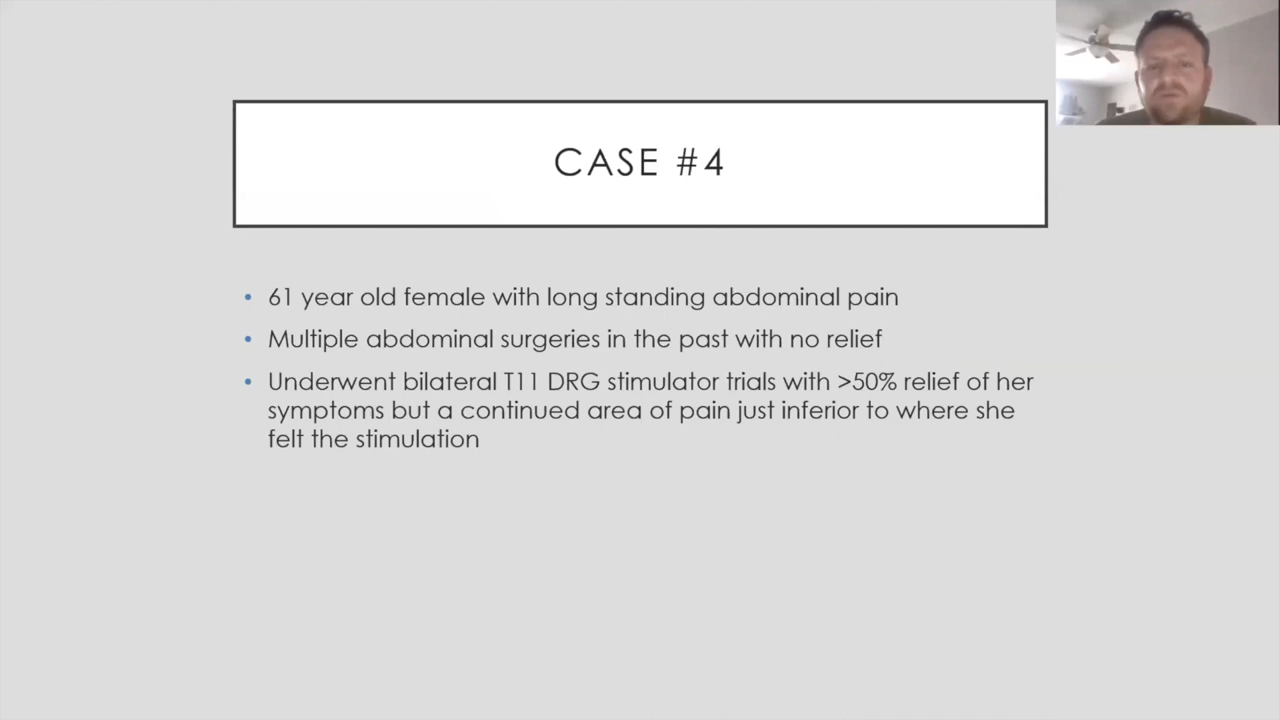 CASE #4
• 61 year old female with long standing abdominal pain
• Multiple abdominal surgeries in the past with no relief
• Underwent bilateral T11 DRG stimulator trials with >50% relief of her
symptoms but a continued area of pain just inferior to where she
felt the stimulation